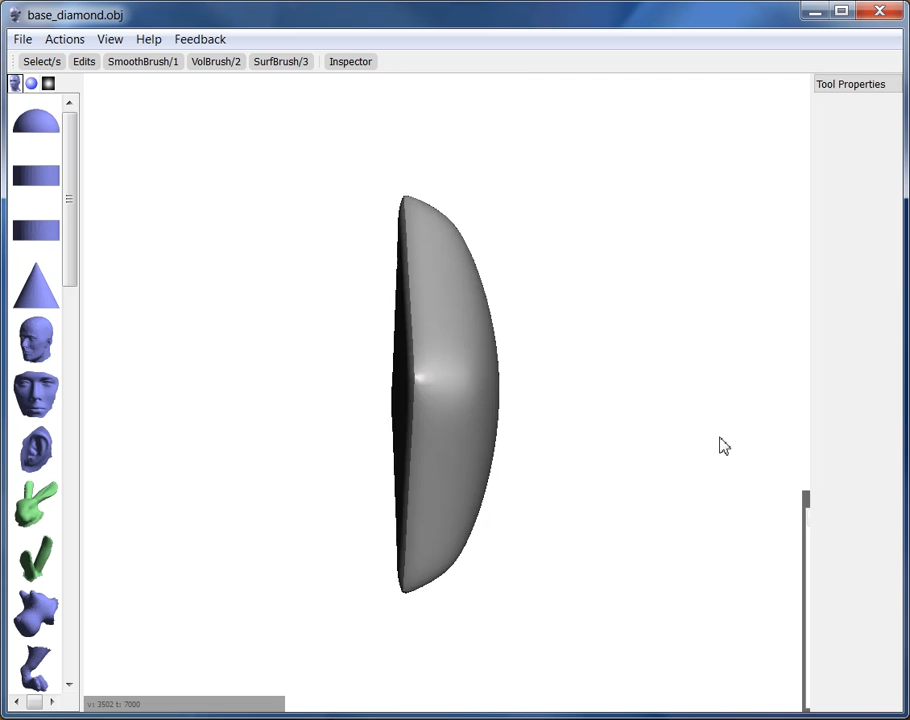 base_diamond.obj
File Actions View Help Feedback
Select/s Edits SmoothBrush/1 VolBrush/2 SurfBrush/3 Inspector
Tool Properties
v: 3502 t: 7000